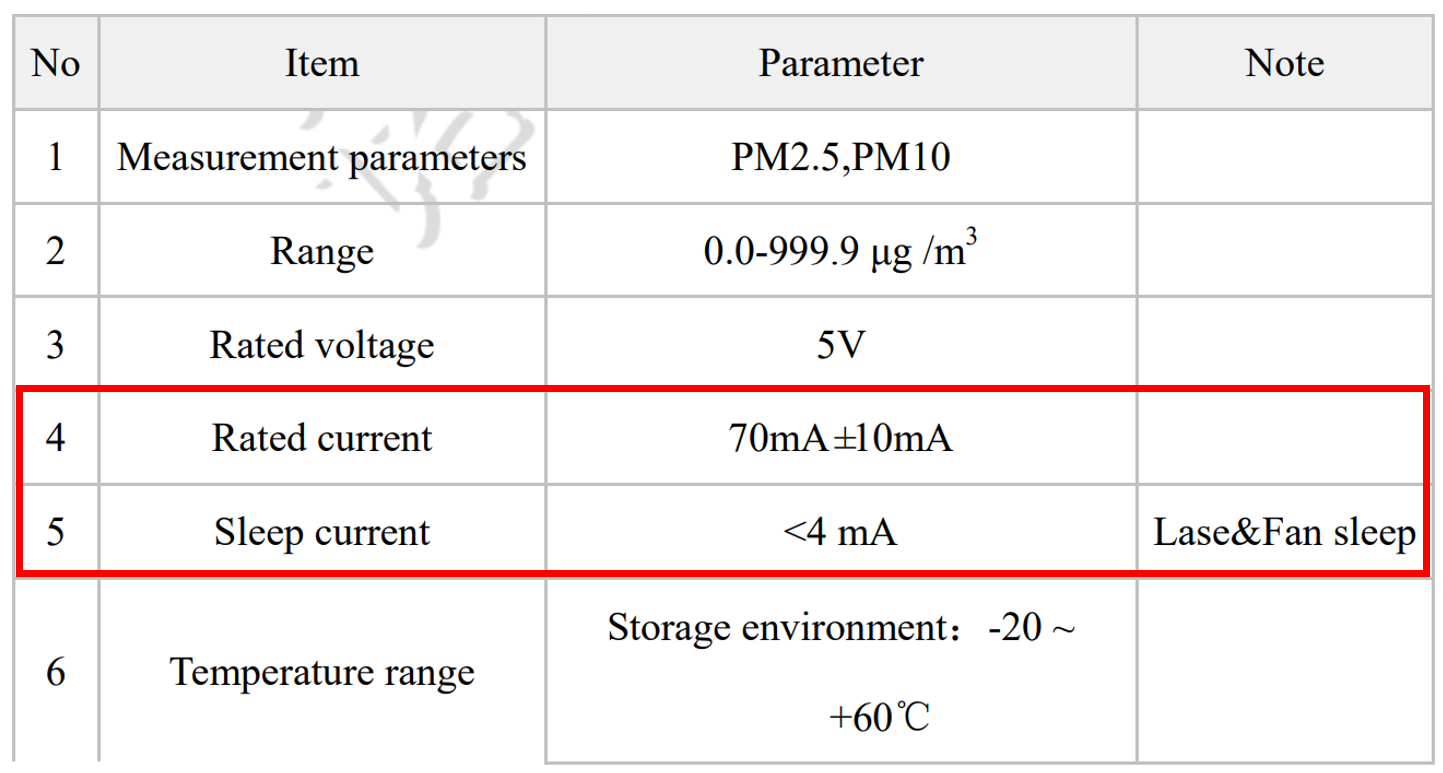 No Item Parameter Note
1 Measurement parameters PM2.5,PM10
2 Range 0.0-999.9 μg /m³
3 Rated voltage 5V
4 Rated current 70mA±10mA
5 Sleep current <4 mA Lase&Fan sleep
6 Temperature range Storage environment：-20 ~
+60℃